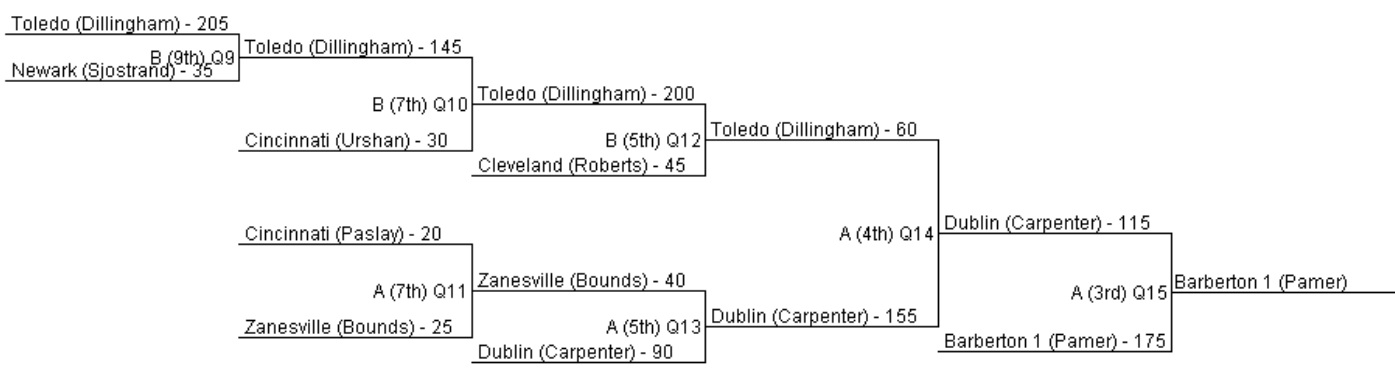 Toledo (Dillingham) - 205
B (9th) Q9
Newark (Sjostrand) - 35
Toledo (Dillingham) - 145
B (7th) Q10
Cincinnati (Urshan) - 30
Toledo (Dillingham) - 200
B (5th) Q12
Cleveland (Roberts) - 45
Toledo (Dillingham) - 60
Cincinnati (Paslay) - 20
A (7th) Q11
Zanesville (Bounds) - 25
Zanesville (Bounds) - 40
A (5th) Q13
Dublin (Carpenter) - 90
Dublin (Carpenter) - 155
A (4th) Q14
Dublin (Carpenter) - 115
A (3rd) Q15
Barberton 1 (Pamer) - 175
Barberton 1 (Pamer)